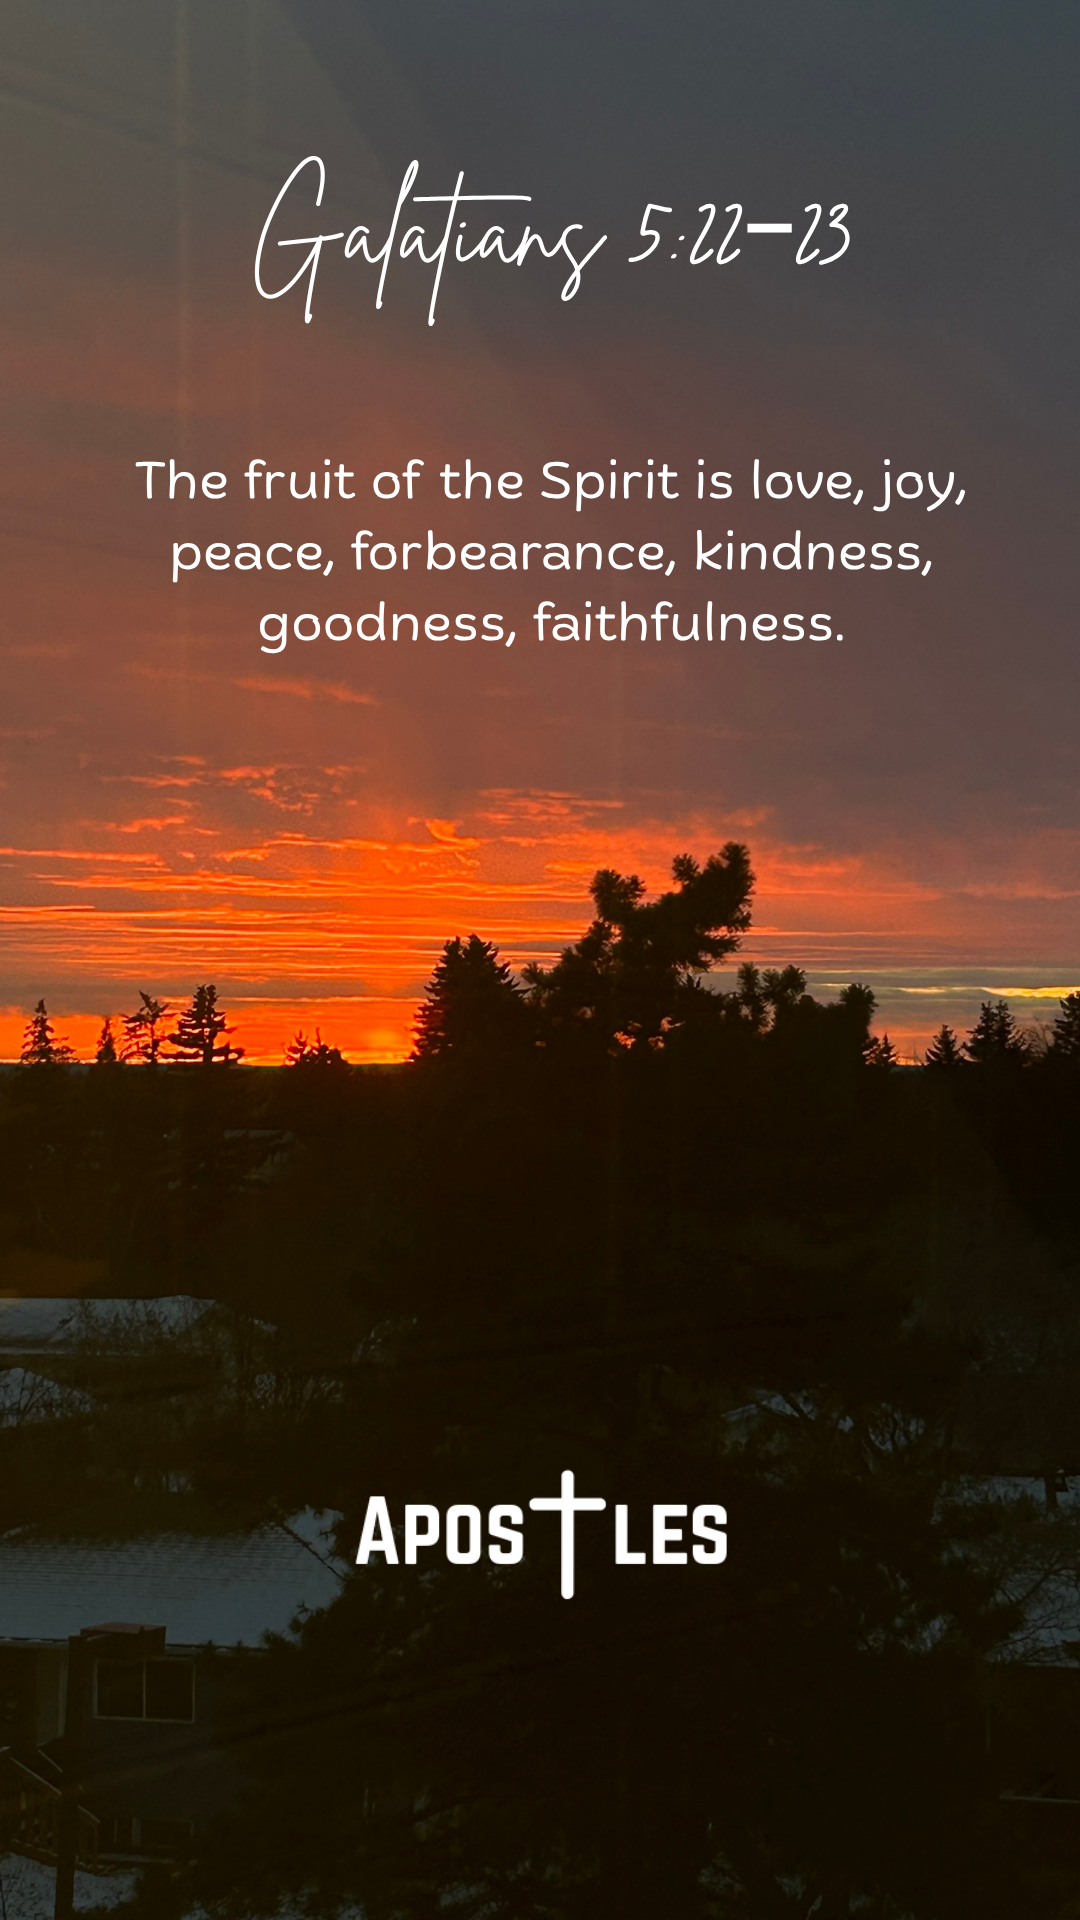 Galatians 5:22–23
The fruit of the Spirit is love, joy,
peace, forbearance, kindness,
goodness, faithfulness.
APOSTLES